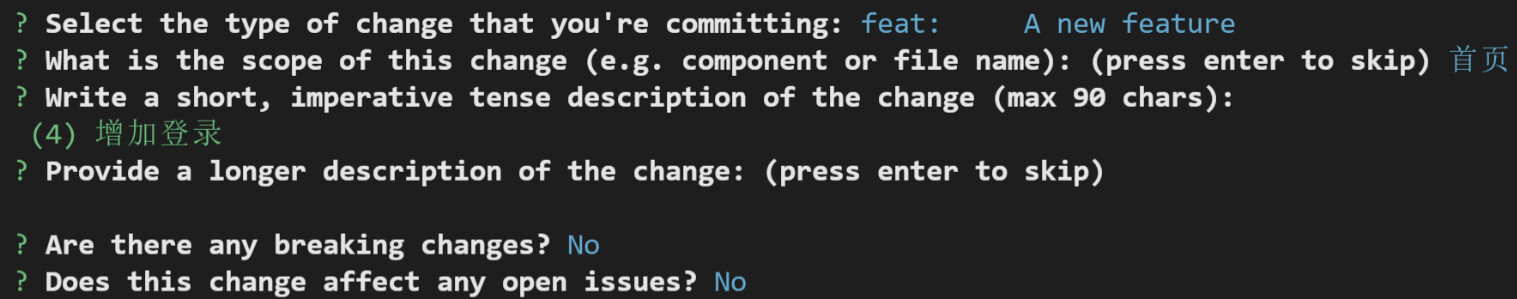 ? Select the type of change that you're committing: feat:     A new feature
? What is the scope of this change (e.g. component or file name): (press enter to skip) 首页
? Write a short, imperative tense description of the change (max 90 chars):
(4) 增加登录
? Provide a longer description of the change: (press enter to skip)
? Are there any breaking changes? No
? Does this change affect any open issues? No